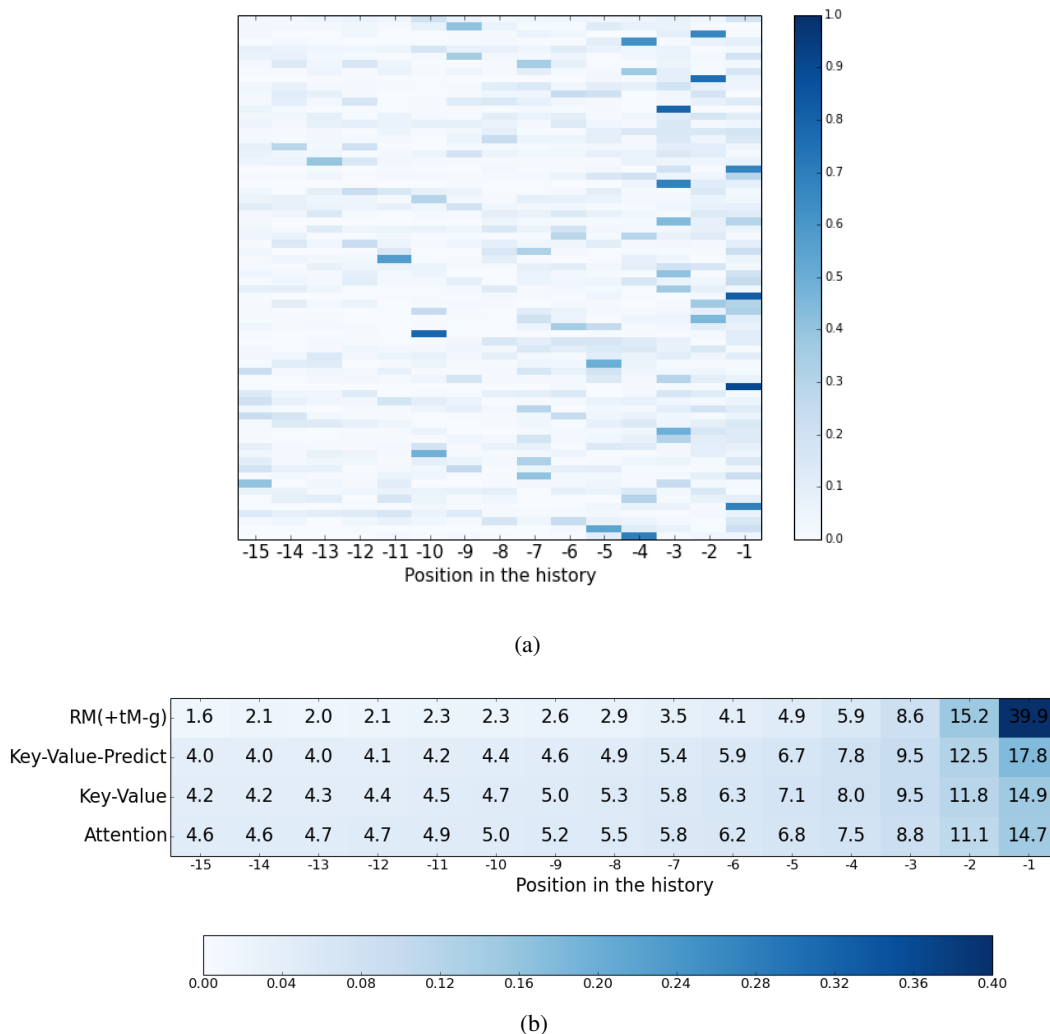 1.0
0.9
0.8
0.7
0.6
0.5
0.4
0.3
0.2
0.1
0.0
-15 -14 -13 -12 -11 -10 -9 -8 -7 -6 -5 -4 -3 -2 -1
Position in the history
(a)
RM(+tM-g) 1.6 2.1 2.0 2.1 2.3 2.3 2.6 2.9 3.5 4.1 4.9 5.9 8.6 15.2 39.9
Key-Value-Predict 4.0 4.0 4.0 4.1 4.2 4.4 4.6 4.9 5.4 5.9 6.7 7.8 9.5 12.5 17.8
Key-Value 4.2 4.2 4.3 4.4 4.5 4.7 5.0 5.3 5.8 6.3 7.1 8.0 9.5 11.8 14.9
Attention 4.6 4.6 4.7 4.7 4.9 5.0 5.2 5.5 5.8 6.2 6.8 7.5 8.8 11.1 14.7
-15 -14 -13 -12 -11 -10 -9 -8 -7 -6 -5 -4 -3 -2 -1
Position in the history
0.00 0.04 0.08 0.12 0.16 0.20 0.24 0.28 0.32 0.36 0.40
(b)